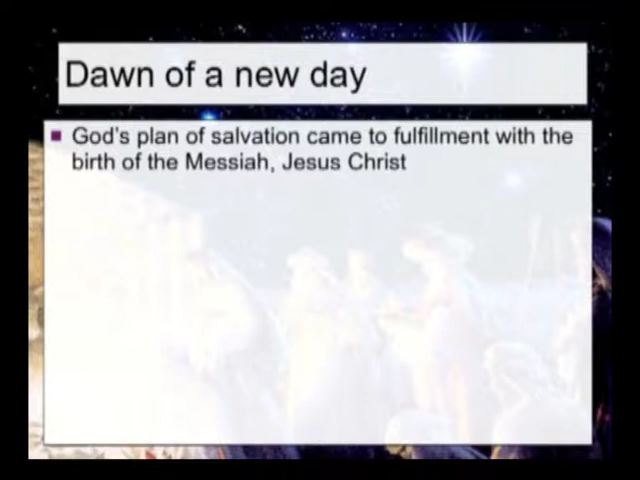 Dawn of a new day
God's plan of salvation came to fulfillment with the
birth of the Messiah, Jesus Christ